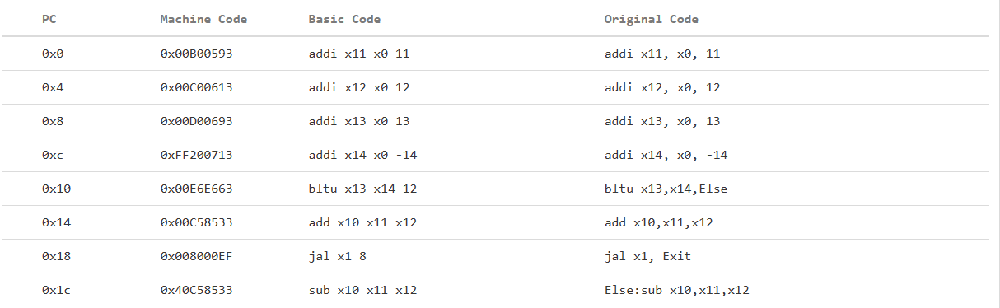 PC Machine Code Basic Code Original Code
0x0 0x00B00593 addi x11 x0 11 addi x11, x0, 11
0x4 0x00C00613 addi x12 x0 12 addi x12, x0, 12
0x8 0x00D00693 addi x13 x0 13 addi x13, x0, 13
0xc 0xFF200713 addi x14 x0 -14 addi x14, x0, -14
0x10 0x00E6E663 bltu x13 x14 12 bltu x13,x14,Else
0x14 0x00C58533 add x10 x11 x12 add x10,x11,x12
0x18 0x008000EF jal x1 8 jal x1, Exit
0x1c 0x40C58533 sub x10 x11 x12 Else:sub x10,x11,x12